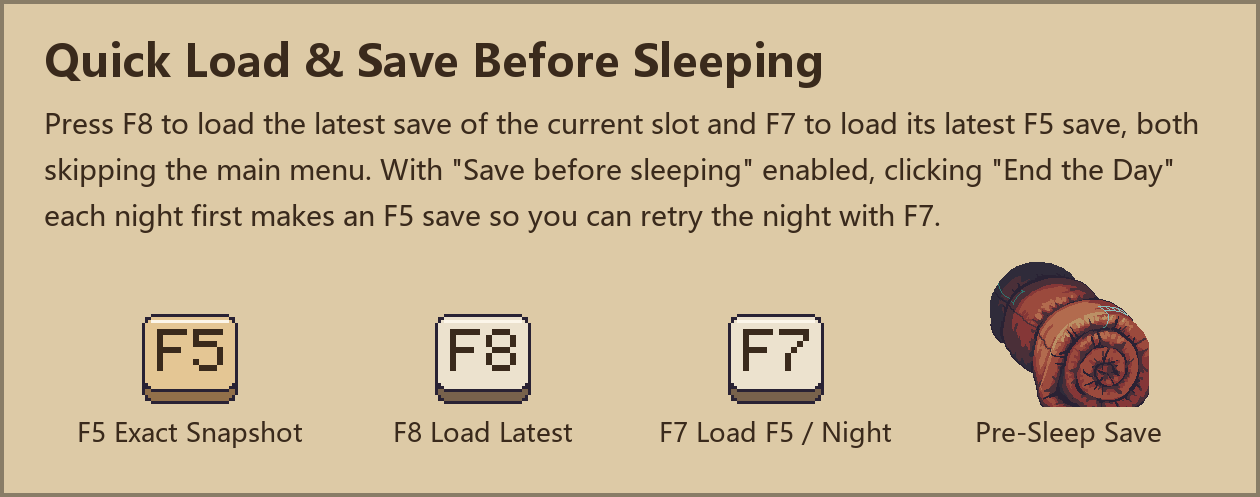 Quick Load & Save Before Sleeping
Press F8 to load the latest save of the current slot and F7 to load its latest F5 save, both
skipping the main menu. With "Save before sleeping" enabled, clicking "End the Day"
each night first makes an F5 save so you can retry the night with F7.
F5
F8
F7
F5 Exact Snapshot
F8 Load Latest
F7 Load F5 / Night
Pre-Sleep Save